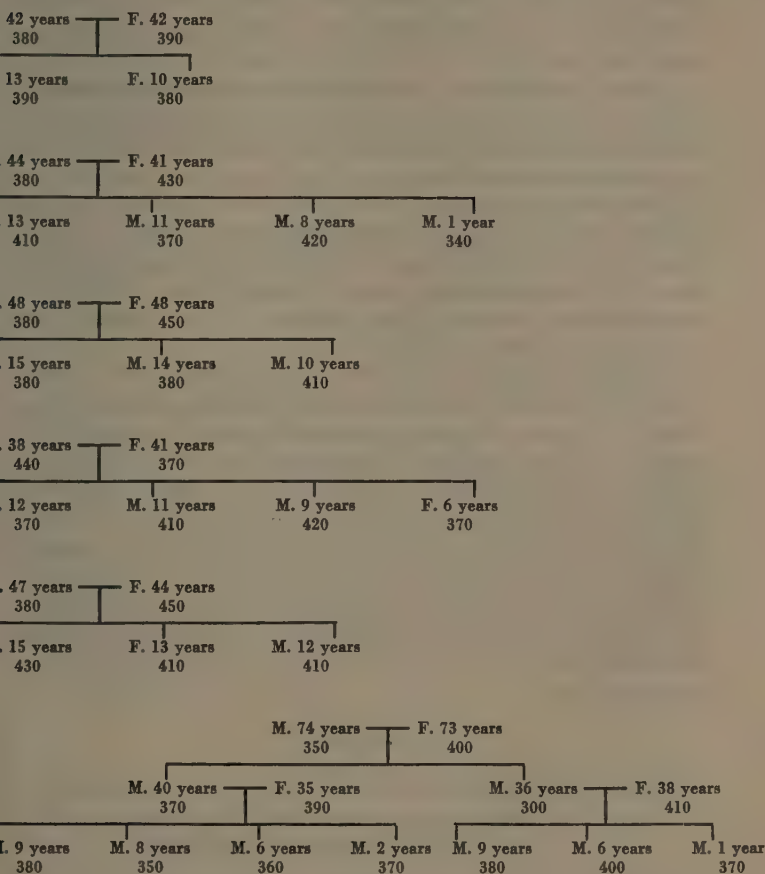 42 years F. 42 years
380 390
13 years F. 10 years
390 380
44 years F. 41 years
380 430
13 years M. 11 years M. 8 years M. 1 year
410 370 420 340
48 years F. 48 years
380 450
15 years M. 14 years M. 10 years
380 380 410
38 years F. 41 years
440 370
12 years M. 11 years M. 9 years F. 6 years
370 410 420 370
47 years F. 44 years
380 450
15 years F. 13 years M. 12 years
430 410 410
M. 74 years F. 73 years
350 400
M. 40 years F. 35 years M. 36 years F. 38 years
370 390 300 410
M. 9 years M. 8 years M. 6 years M. 2 years M. 9 years M. 6 years M. 1 year
380 350 360 370 380 400 370